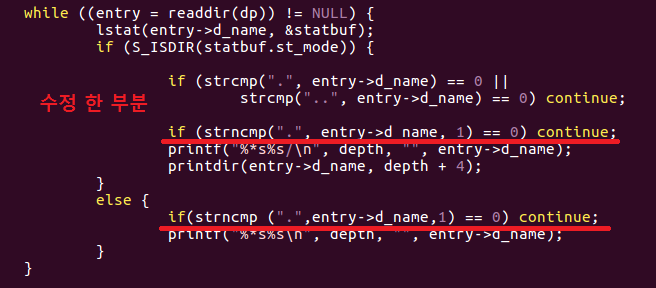 while ((entry = readdir(dp)) != NULL) {
lstat(entry->d_name, &statbuf);
if (S_ISDIR(statbuf.st_mode)) {
if (strcmp(".", entry->d_name) == 0 ||
수정 한 부분
strcmp("..", entry->d_name) == 0) continue;
if (strncmp(".", entry->d_name, 1) == 0) continue;
printf("%*s%s/\n", depth, "", entry->d_name);
printdir(entry->d_name, depth + 4);
}
else {
if(strncmp (".",entry->d_name,1) == 0) continue;
printf("%*s%s\n", depth, "", entry->d_name);
}
}